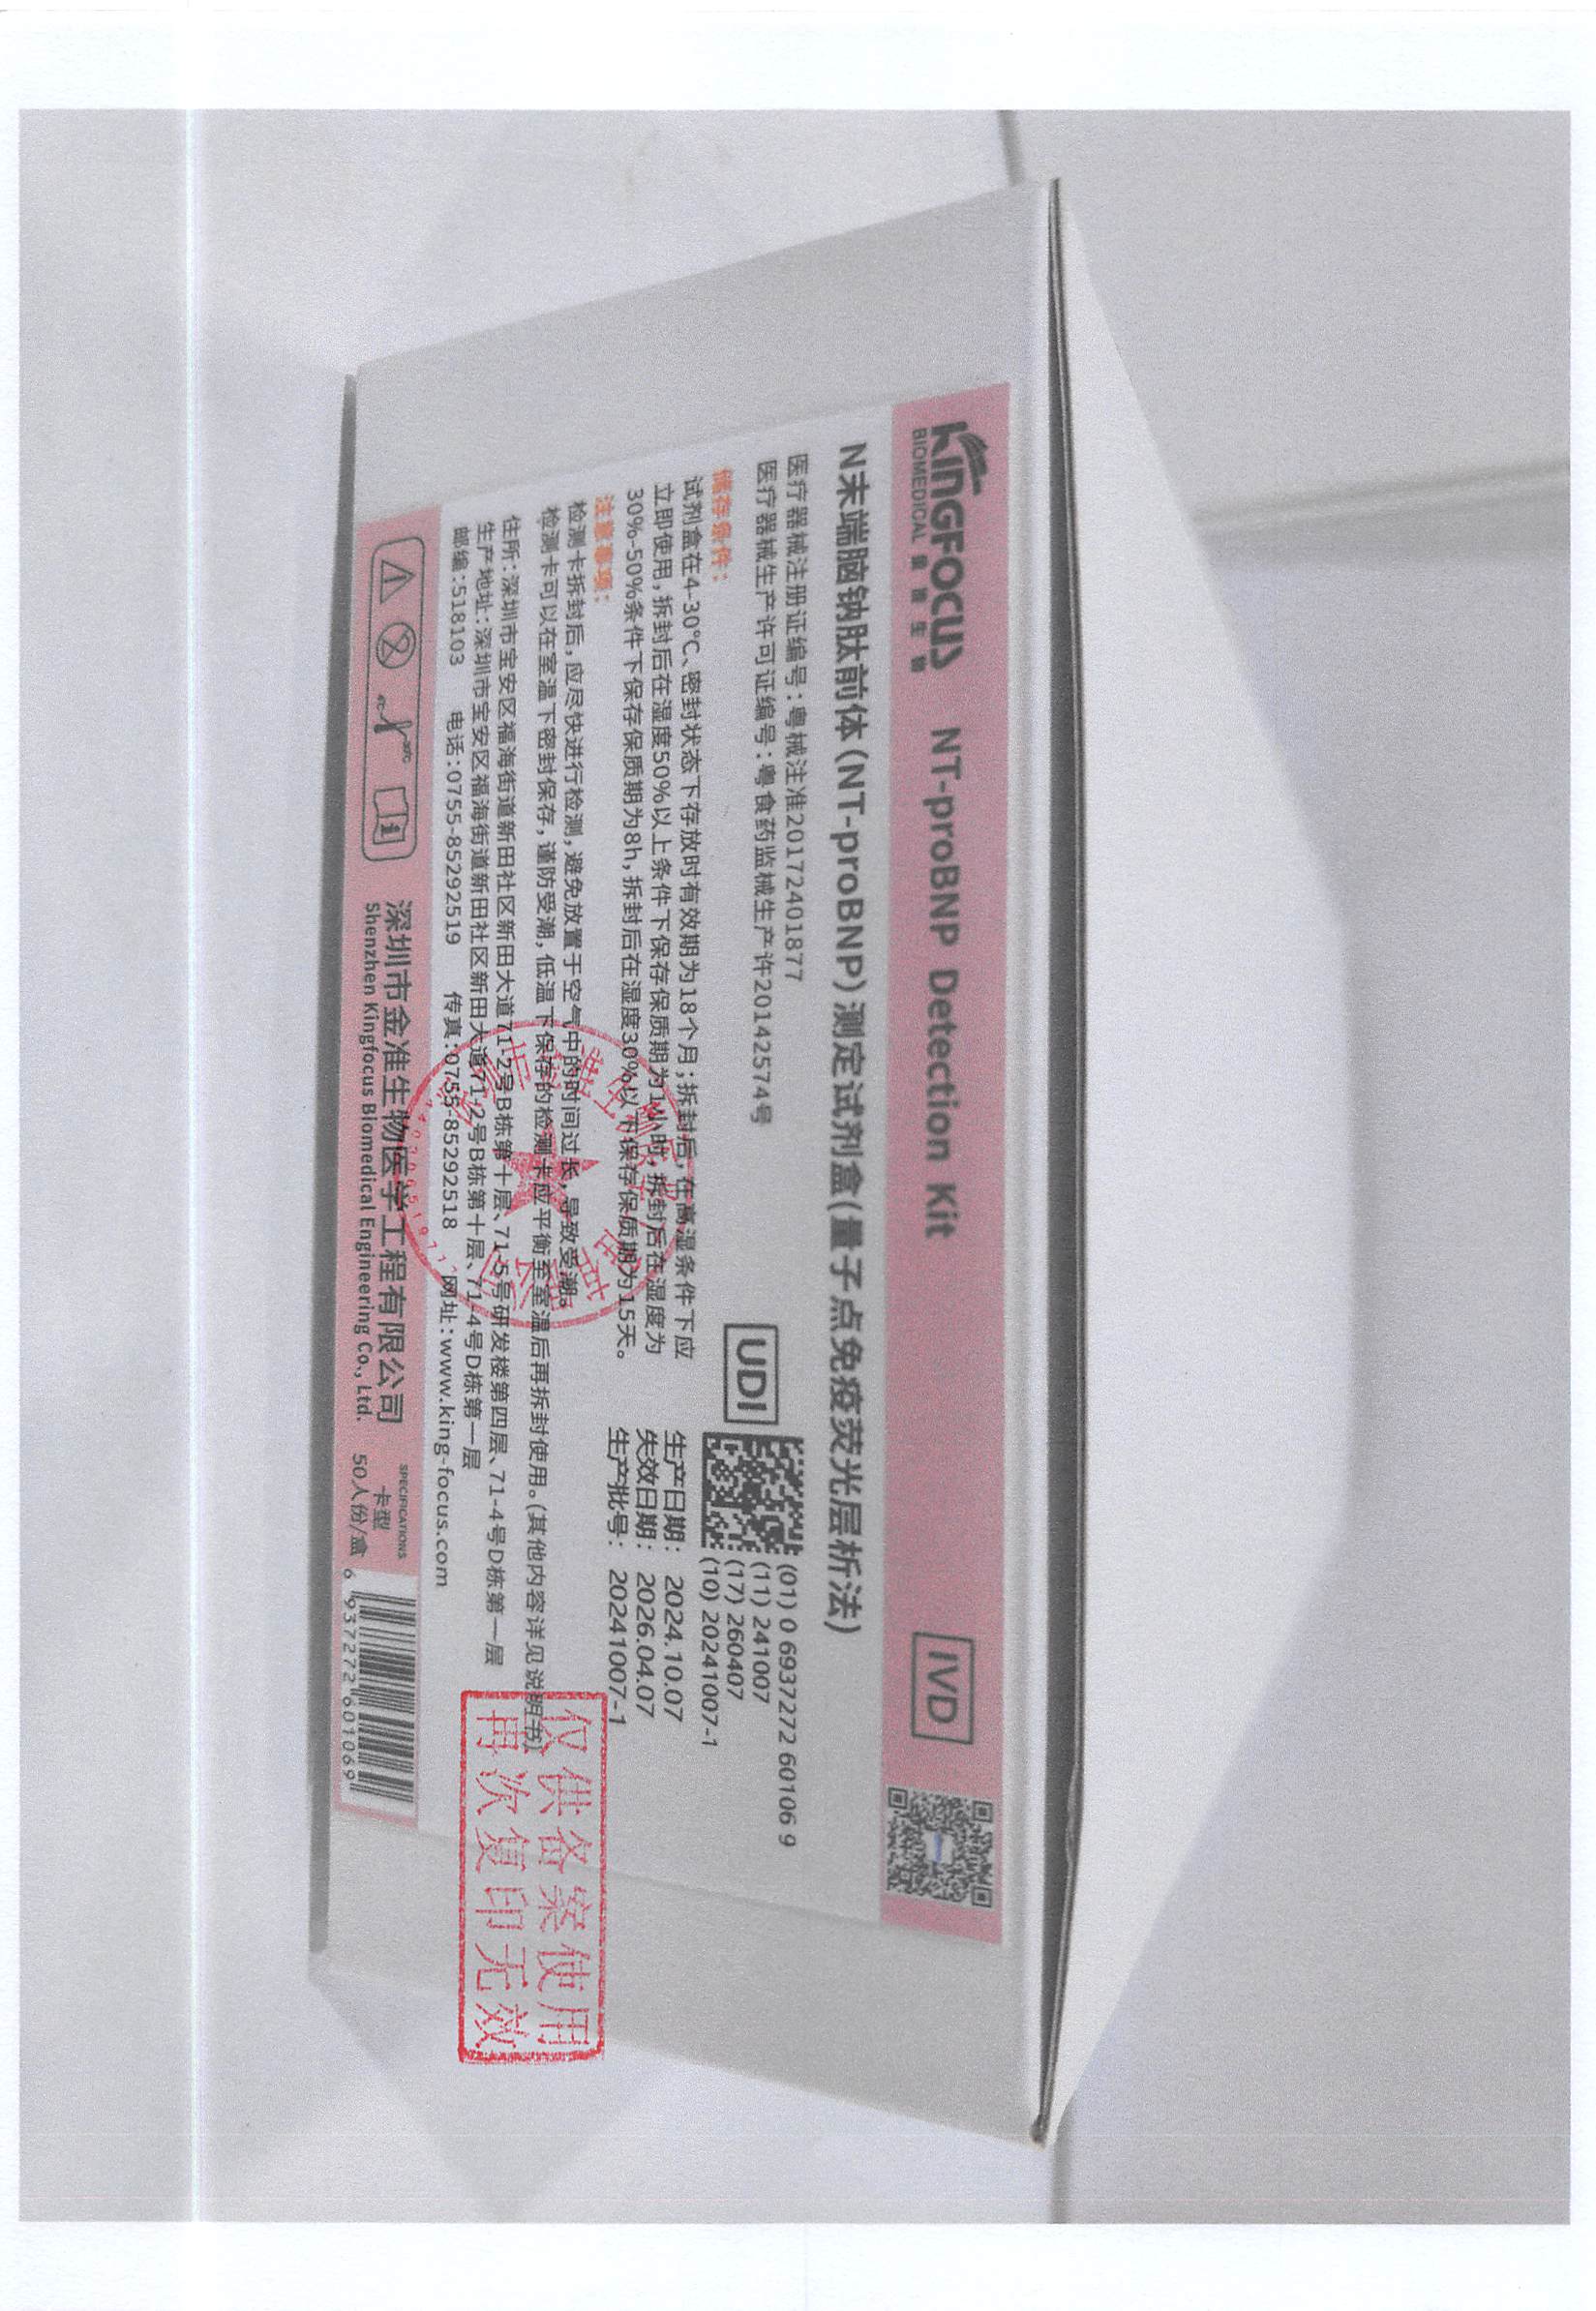 KINGFOCUS
BIOMEDICAL 金准生物
NT-proBNP Detection Kit
IVD
N末端脑钠肽前体(NT-proBNP)测定试剂盒(量子点免疫荧光层析法)
医疗器械注册证编号:粤械注准20172401877
医疗器械生产许可证编号:粤食药监械生产许20142574号
UDI
(01) 0 6937272 60106 9
(11) 241007
(17) 260407
(10) 20241007-1
储存条件:
试剂盒在4-30℃、密封状态下存放时有效期为18个月;拆封后,在高湿条件下应
立即使用,拆封后在湿度50%以上条件下保存保质期为1小时,拆封后在湿度为
30%-50%条件下保存保质期为8h,拆封后在湿度30%以下保存保质期为15天。
生产日期: 2024.10.07
失效日期: 2026.04.07
生产批号: 20241007-1
注意事项:
检测卡拆封后,应尽快进行检测,避免放置于空气中的时间过长,导致受潮。
检测卡可以在室温下密封保存,谨防受潮,低温下保存的检测卡应平衡至室温后再拆封使用。(其他内容详见说明书)
住所:深圳市宝安区福海街道新田社区新田大道71-2号B栋第十层、71-5号研发楼第四层、71-4号D栋第一层
生产地址:深圳市宝安区福海街道新田社区新田大道71-2号B栋第十层、71-4号D栋第一层
邮编:518103 电话:0755-85292519 传真:0755-85292518 网址:www.king-focus.com
仅供备案使用
再次复印无效
深圳市金准生物医学工程有限公司
Shenzhen Kingfocus Biomedical Engineering Co., Ltd.
SPECIFICATIONS
卡型
50人份/盒
6 937272 601069